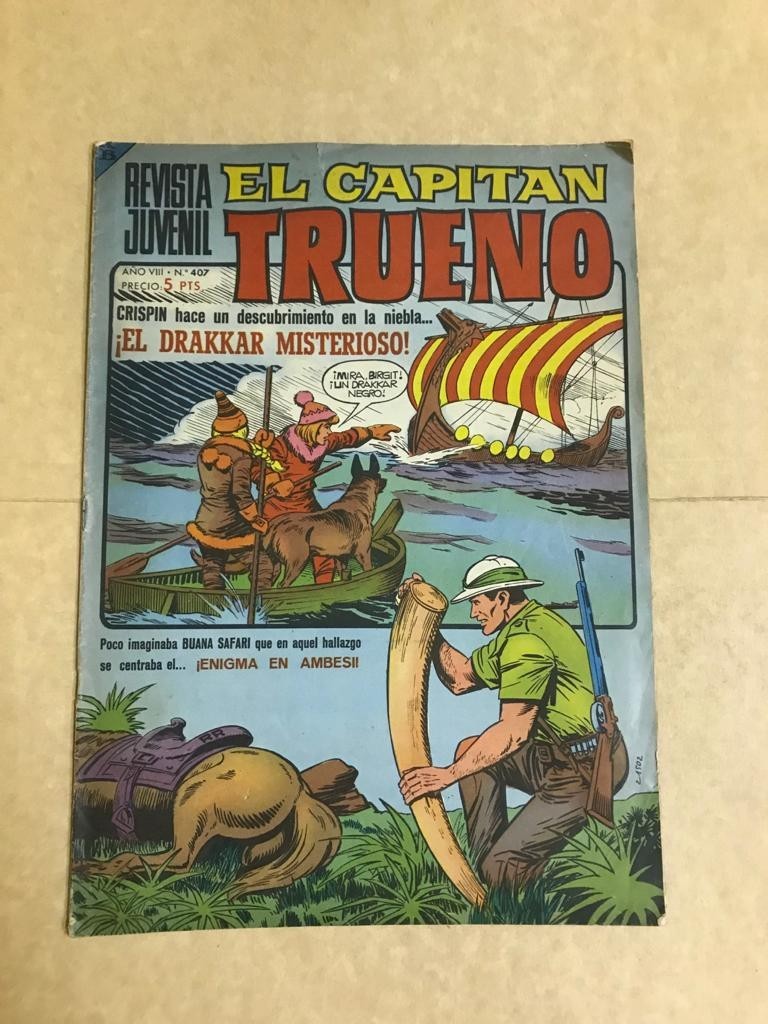 REVISTA
JUVENIL
EL CAPITAN
TRUENO
AÑO VIII • N.º 407
PRECIO: 5 PTS.
CRISPIN hace un descubrimiento en la niebla...
¡EL DRAKKAR MISTERIOSO!
¡MIRA, BIRGIT!
¡UN DRAKKAR
NEGRO!
Poco imaginaba BUANA SAFARI que en aquel hallazgo
se centraba el... ¡ENIGMA EN AMBESI!
RR